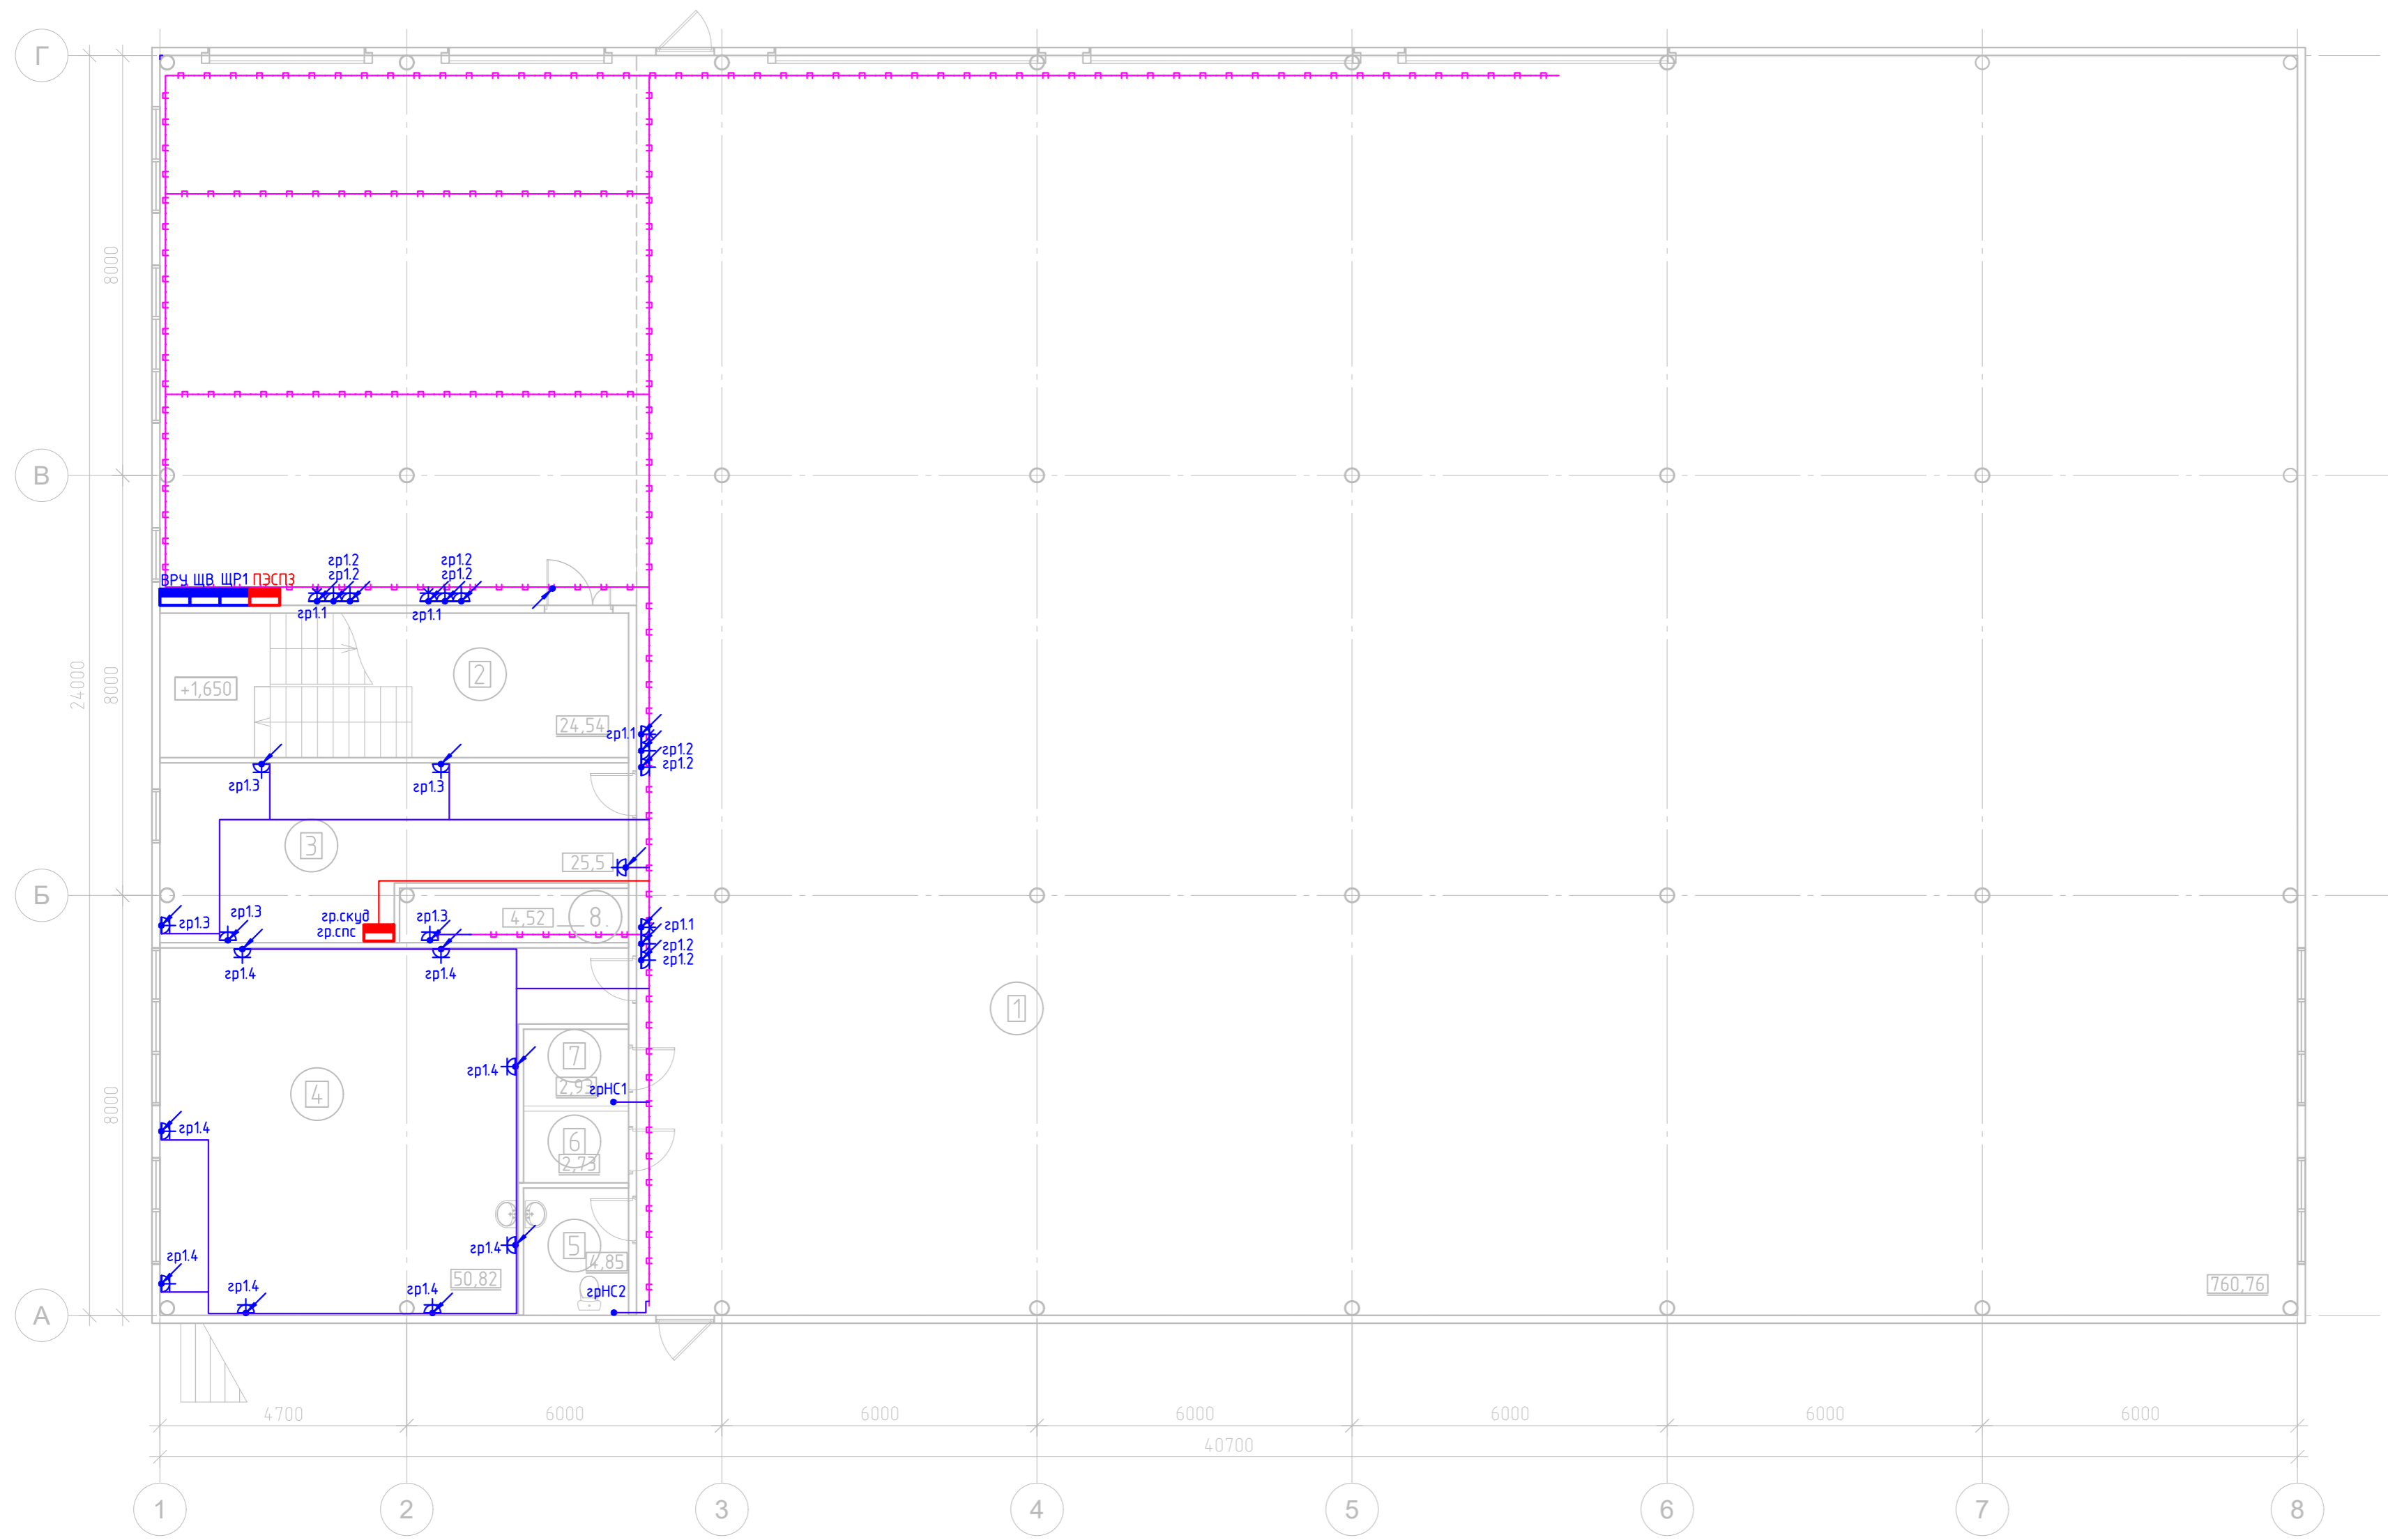 Г
8000
В
гр1.2
гр1.2
гр1.2
гр1.2
ВРУ ЩВ ЩР1 ПЭСПЗ
гр1.1
гр1.1
24000
8000
2
+1,650
24,54
гр1.1
гр1.2
гр1.2
гр1.3
гр1.3
3
25,5
Б
гр1.3
гр1.3
гр.скуд
гр.спс
гр1.3
4,52
8
гр1.1
гр1.2
гр1.2
гр1.4
гр1.4
1
7
гр1.4
2,93
грНС1
4
8000
гр1.4
6
2,73
гр1.4
гр1.4
5
4,85
50,82
гр1.4
гр1.4
грНС2
760,76
А
4700
6000
6000
6000
6000
6000
6000
40700
1
2
3
4
5
6
7
8